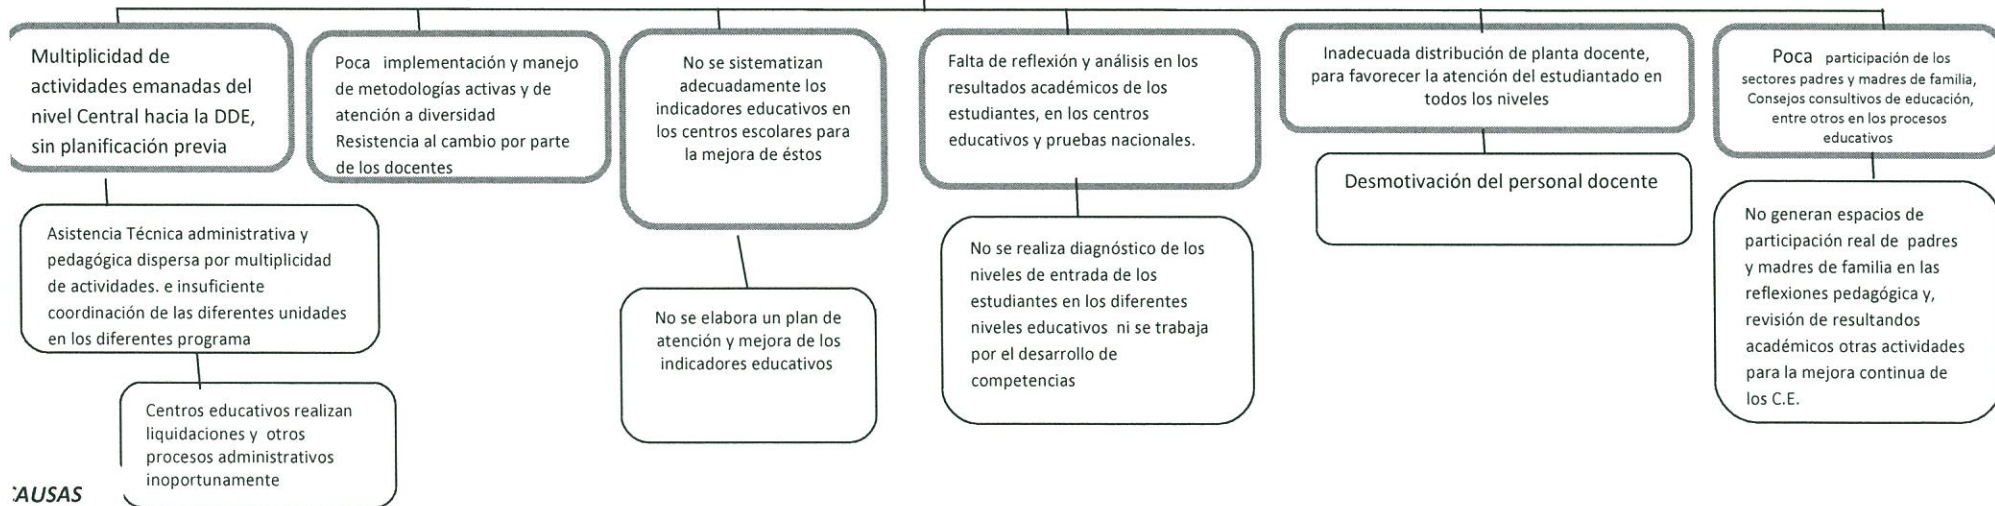 Multiplicidad de
actividades emanadas del
nivel Central hacia la DDE,
sin planificación previa
Asistencia Técnica administrativa y
pedagógica dispersa por multiplicidad
de actividades. e insuficiente
coordinación de las diferentes unidades
en los diferentes programa
Centros educativos realizan
liquidaciones y otros
procesos administrativos
inoportunamente
Poca implementación y manejo
de metodologías activas y de
atención a diversidad
Resistencia al cambio por parte
de los docentes
No se sistematizan
adecuadamente los
indicadores educativos en
los centros escolares para
la mejora de éstos
No se elabora un plan de
atención y mejora de los
indicadores educativos
Falta de reflexión y análisis en los
resultados académicos de los
estudiantes, en los centros
educativos y pruebas nacionales.
No se realiza diagnóstico de los
niveles de entrada de los
estudiantes en los diferentes
niveles educativos ni se trabaja
por el desarrollo de
competencias
Inadecuada distribución de planta docente,
para favorecer la atención del estudiantado en
todos los niveles
Desmotivación del personal docente
Poca participación de los
sectores padres y madres de familia,
Consejos consultivos de educación,
entre otros en los procesos
educativos
No generan espacios de
participación real de padres
y madres de familia en las
reflexiones pedagógica y,
revisión de resultandos
académicos otras actividades
para la mejora continua de
los C.E.
AUSAS